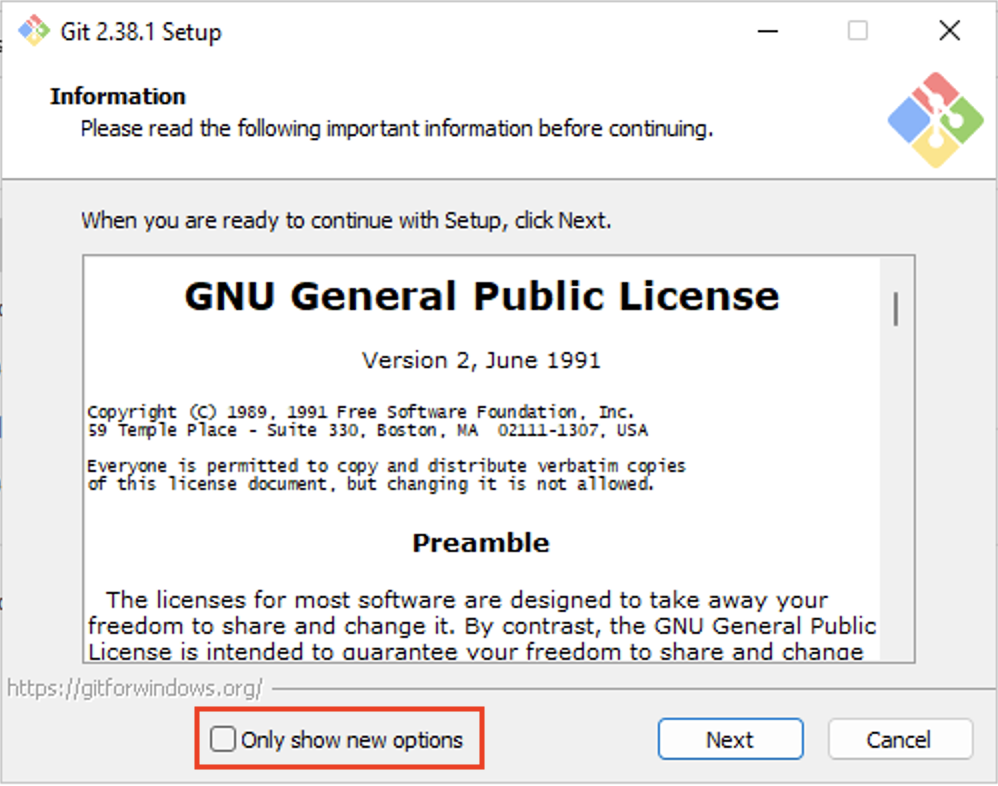 Git 2.38.1 Setup
Information
Please read the following important information before continuing.
When you are ready to continue with Setup, click Next.
GNU General Public License
Version 2, June 1991
Copyright (C) 1989, 1991 Free Software Foundation, Inc.
59 Temple Place - Suite 330, Boston, MA  02111-1307, USA
Everyone is permitted to copy and distribute verbatim copies
of this license document, but changing it is not allowed.
Preamble
The licenses for most software are designed to take away your
freedom to share and change it. By contrast, the GNU General Public
License is intended to guarantee your freedom to share and change
https://gitforwindows.org/
Only show new options
Next
Cancel